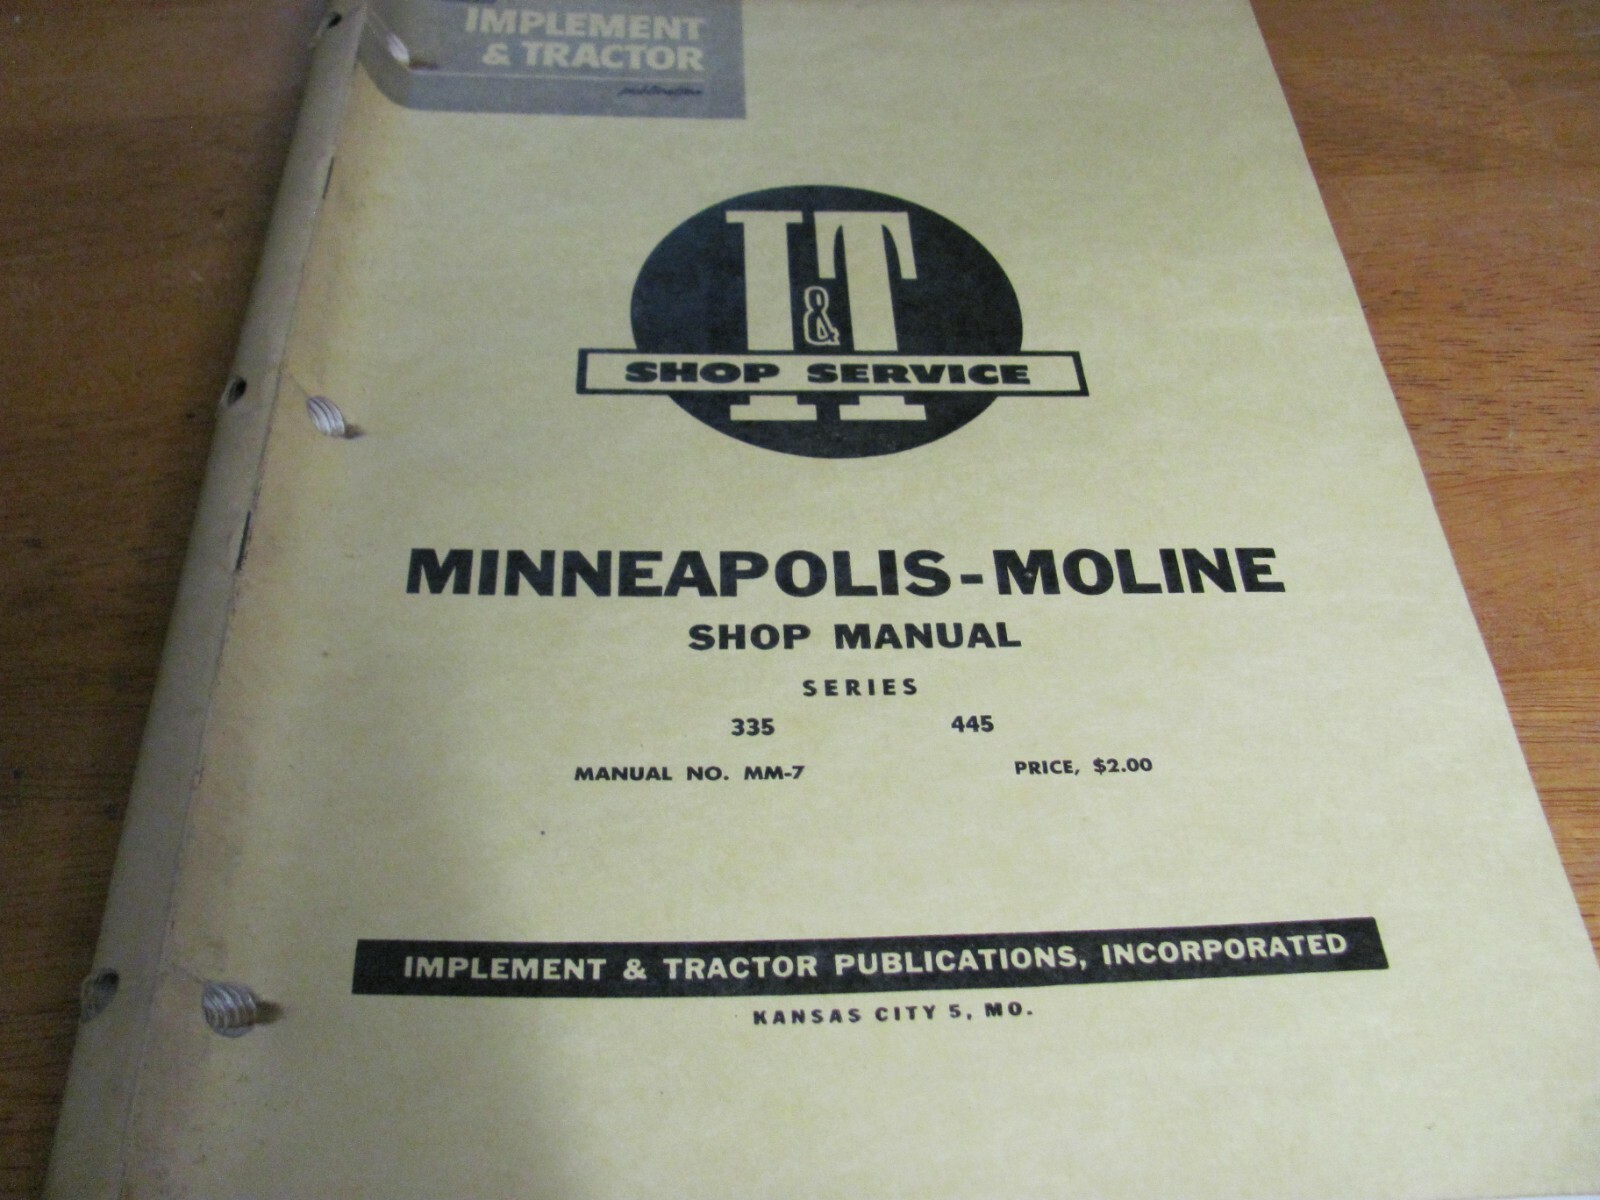 IMPLEMENT
& TRACTOR
publication
I&T
SHOP SERVICE
MINNEAPOLIS-MOLINE
SHOP MANUAL
SERIES
335 445
MANUAL NO. MM-7 PRICE, $2.00
IMPLEMENT & TRACTOR PUBLICATIONS, INCORPORATED
KANSAS CITY 5, MO.